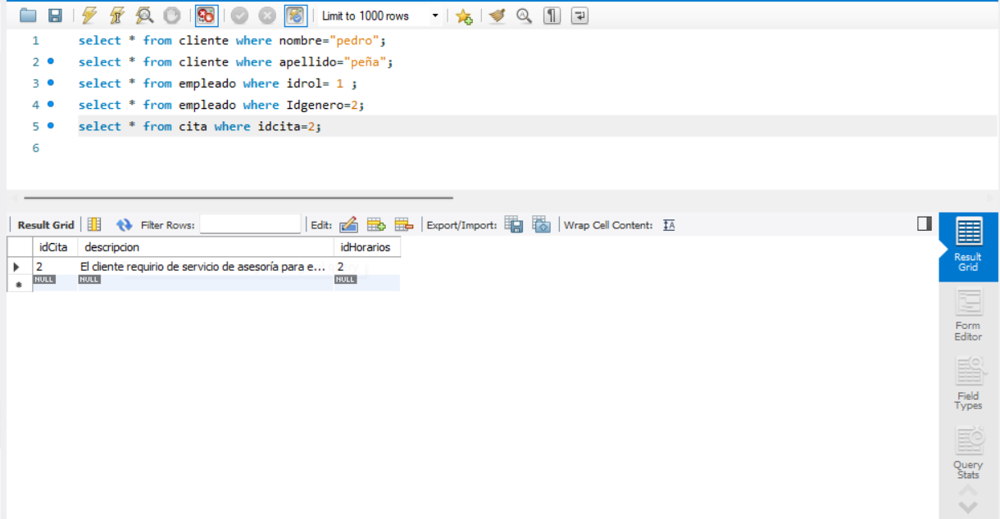 Limit to 1000 rows
1 select * from cliente where nombre="pedro";
2 select * from cliente where apellido="peña";
3 select * from empleado where idrol= 1 ;
4 select * from empleado where Idgenero=2;
5 select * from cita where idcita=2;
6
Result Grid Filter Rows: Edit: Export/Import: Wrap Cell Content:
idCita descripcion idHorarios
2 El cliente requirio de servicio de asesoría para e... 2
NULL NULL NULL
Result
Grid
Form
Editor
Field
Types
Query
Stats